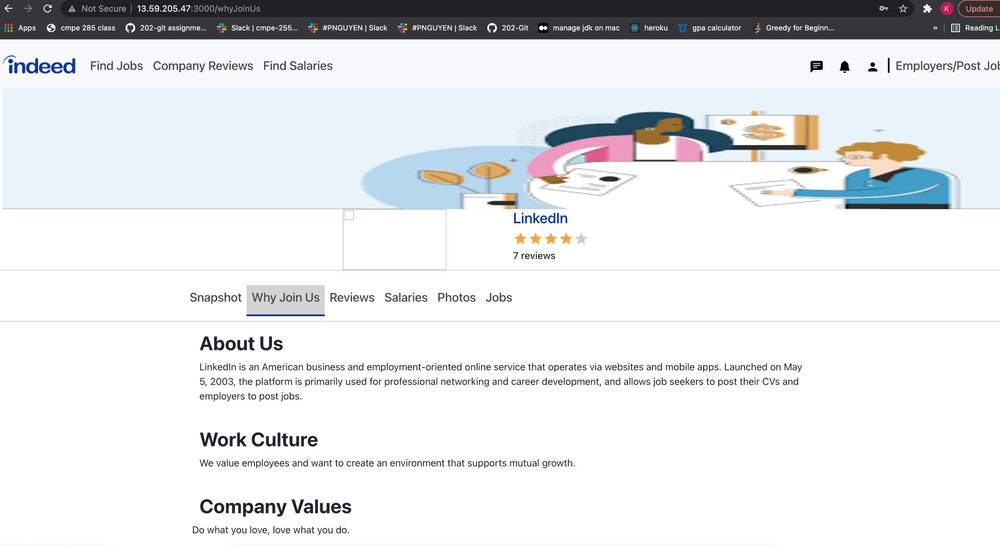 Not Secure | 13.59.205.47:3000/whyJoinUs K Update
Apps cmpe 285 class 202-git assignme... Slack | cmpe-255... #PNGUYEN | Slack #PNGUYEN | Slack 202-Git manage jdk on mac heroku gpa calculator Greedy for Beginn... » Reading L
indeed Find Jobs Company Reviews Find Salaries Employers/Post Job
LinkedIn
7 reviews
Snapshot Why Join Us Reviews Salaries Photos Jobs
About Us
LinkedIn is an American business and employment-oriented online service that operates via websites and mobile apps. Launched on May
5, 2003, the platform is primarily used for professional networking and career development, and allows job seekers to post their CVs and
employers to post jobs.
Work Culture
We value employees and want to create an environment that supports mutual growth.
Company Values
Do what you love, love what you do.